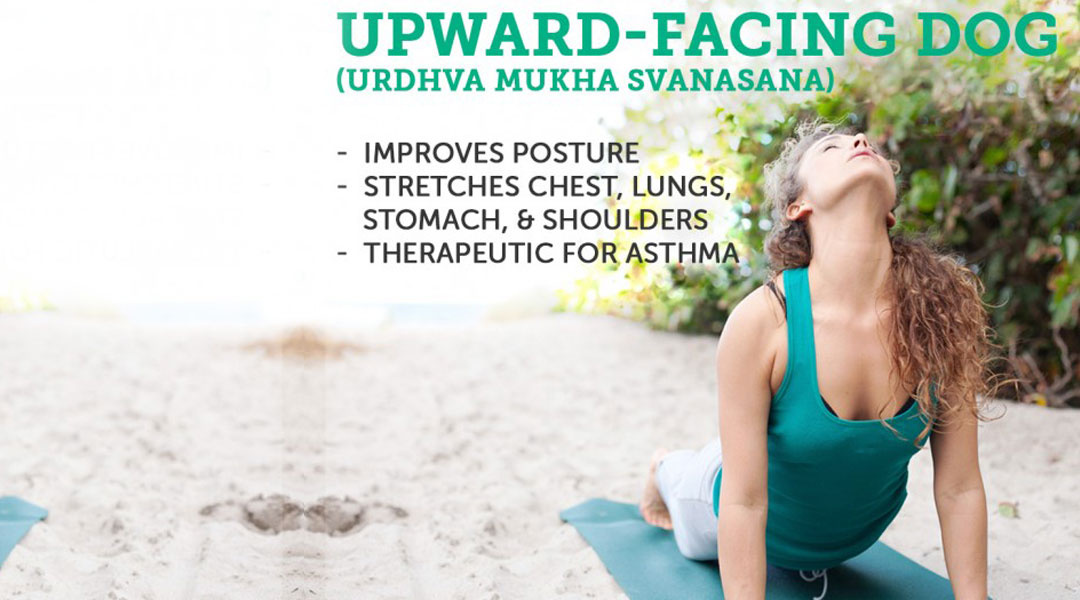 UPWARD-FACING DOG
(URDHVA MUKHA SVANASANA)
- IMPROVES POSTURE
- STRETCHES CHEST, LUNGS,
STOMACH, & SHOULDERS
- THERAPEUTIC FOR ASTHMA